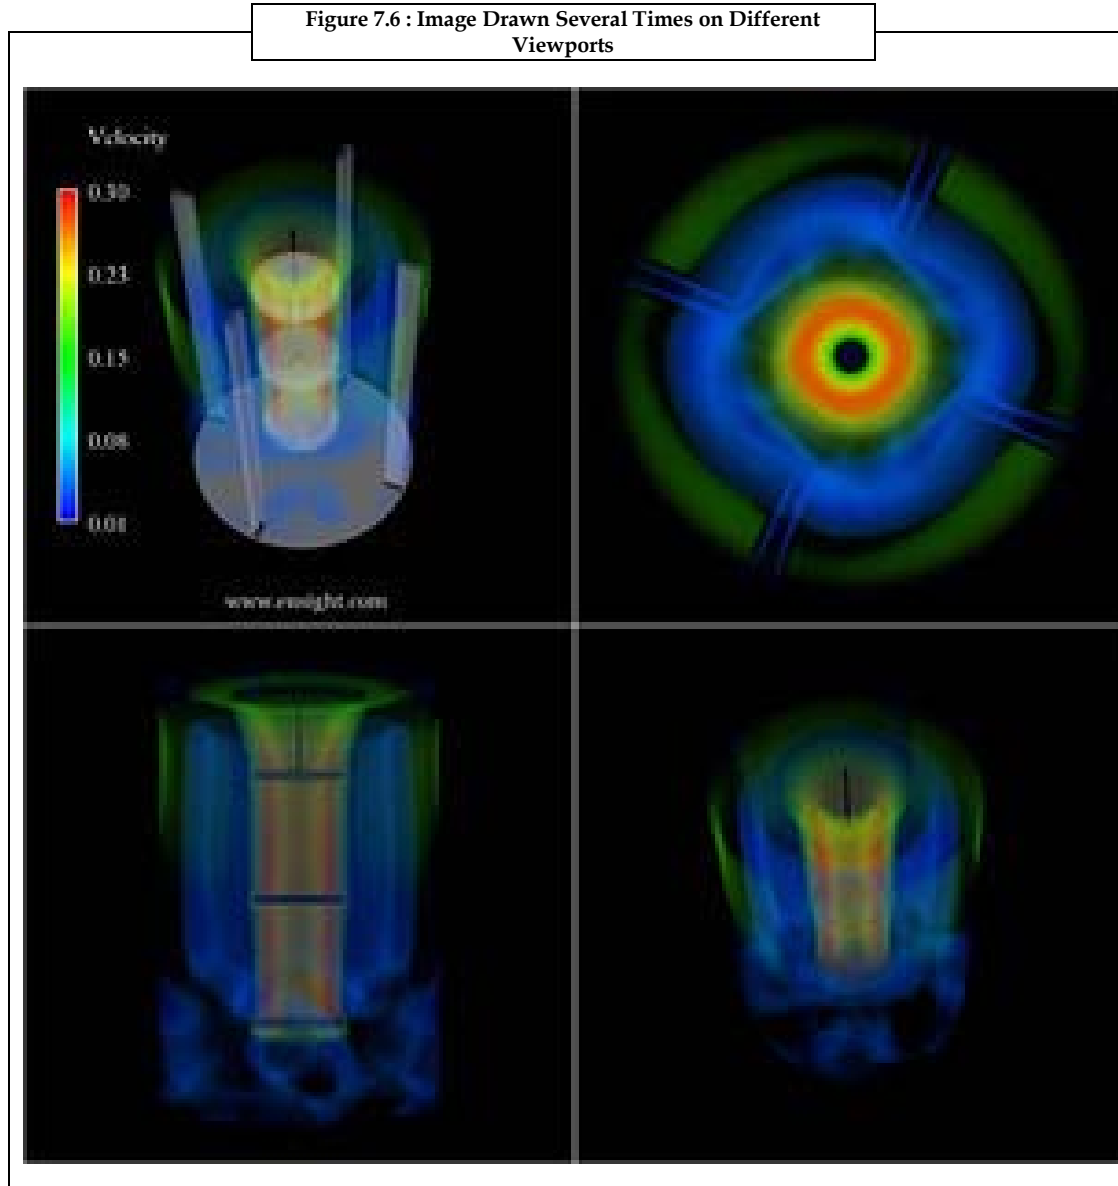 Figure 7.6 : Image Drawn Several Times on Different
Viewports
Velocity
0.30
0.23
0.15
0.08
0.01
www.ensight.com